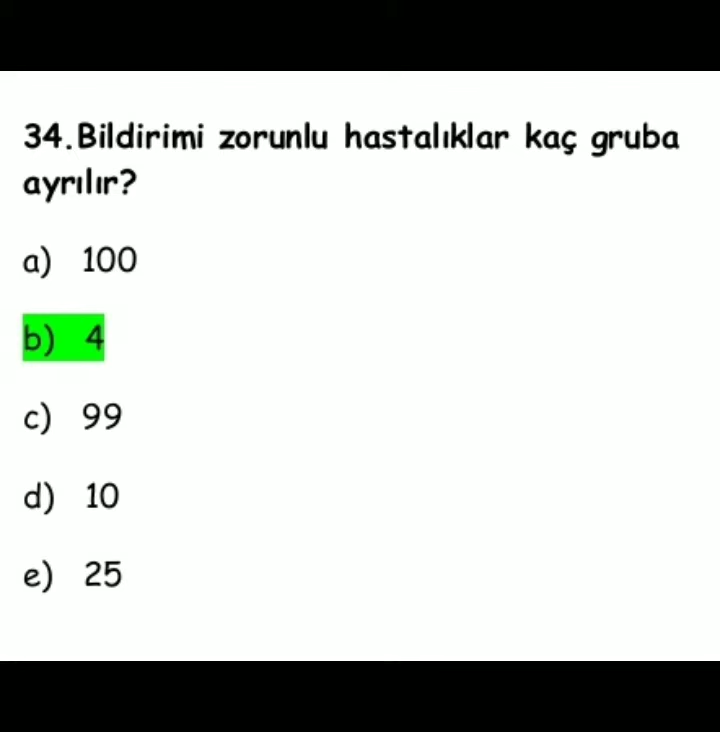 34.Bildirimi zorunlu hastalıklar kaç gruba
ayrılır?
a) 100
b) 4
c) 99
d) 10
e) 25